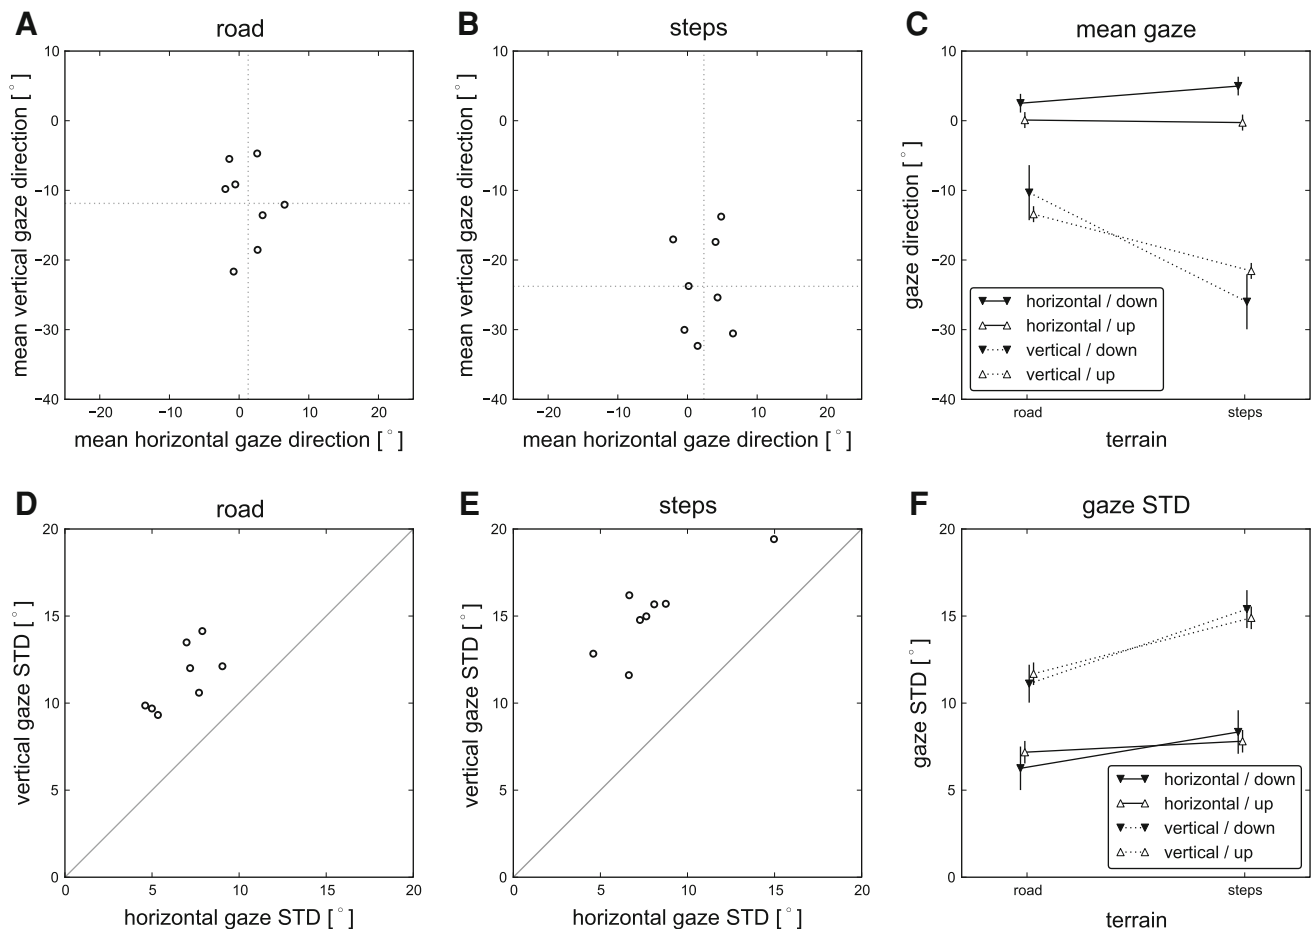 A
road
10
0
−10
−20
−30
−40
−20
−10
0
10
20
mean vertical gaze direction [ ° ]
mean horizontal gaze direction [ ° ]
B
steps
10
0
−10
−20
−30
−40
−20
−10
0
10
20
mean vertical gaze direction [ ° ]
mean horizontal gaze direction [ ° ]
C
mean gaze
10
0
−10
−20
−30
−40
gaze direction [ ° ]
horizontal / down
horizontal / up
vertical / down
vertical / up
road
steps
terrain
D
road
20
15
10
5
0
0
5
10
15
20
vertical gaze STD [ ° ]
horizontal gaze STD [ ° ]
E
steps
20
15
10
5
0
0
5
10
15
20
vertical gaze STD [ ° ]
horizontal gaze STD [ ° ]
F
gaze STD
20
15
10
5
0
gaze STD [ ° ]
horizontal / down
horizontal / up
vertical / down
vertical / up
road
steps
terrain